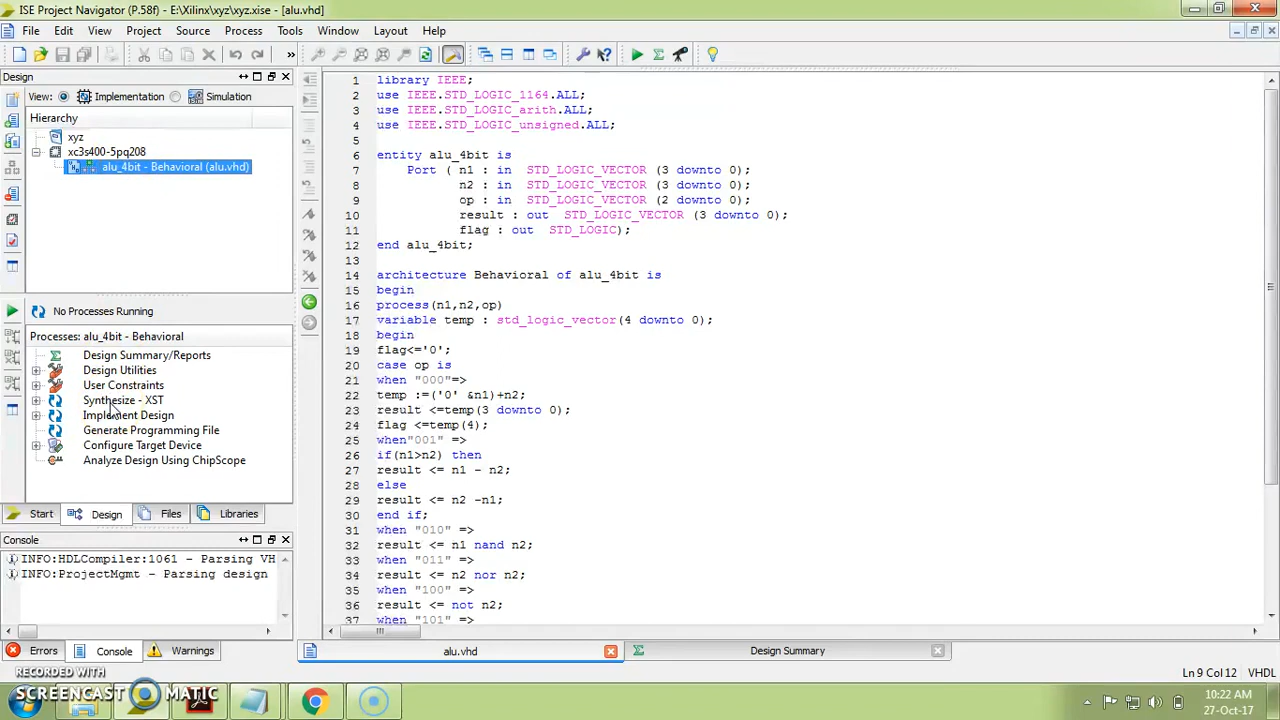 ISE Project Navigator (P.58f) - E:\Xilinx\xyz\xyz.xise - [alu.vhd]
File Edit View Project Source Process Tools Window Layout Help
Design
View: Implementation Simulation
Hierarchy
xyz
xc3s400-5pq208
alu_4bit - Behavioral (alu.vhd)
No Processes Running
Processes: alu_4bit - Behavioral
Design Summary/Reports
Design Utilities
User Constraints
Synthesize - XST
Implement Design
Generate Programming File
Configure Target Device
Analyze Design Using ChipScope
Start Design Files Libraries
Console
INFO:HDLCompiler:1061 - Parsing VH
INFO:ProjectMgmt - Parsing design
Errors Console Warnings
1 library IEEE;
2 use IEEE.STD_LOGIC_1164.ALL;
3 use IEEE.STD_LOGIC_arith.ALL;
4 use IEEE.STD_LOGIC_unsigned.ALL;
5
6 entity alu_4bit is
7 Port ( n1 : in STD_LOGIC_VECTOR (3 downto 0);
8 n2 : in STD_LOGIC_VECTOR (3 downto 0);
9 op : in STD_LOGIC_VECTOR (2 downto 0);
10 result : out STD_LOGIC_VECTOR (3 downto 0);
11 flag : out STD_LOGIC);
12 end alu_4bit;
13
14 architecture Behavioral of alu_4bit is
15 begin
16 process(n1,n2,op)
17 variable temp : std_logic_vector(4 downto 0);
18 begin
19 flag<='0';
20 case op is
21 when "000"=>
22 temp :=('0' &n1)+n2;
23 result <=temp(3 downto 0);
24 flag <=temp(4);
25 when"001" =>
26 if(n1>n2) then
27 result <= n1 - n2;
28 else
29 result <= n2 -n1;
30 end if;
31 when "010" =>
32 result <= n1 nand n2;
33 when "011" =>
34 result <= n2 nor n2;
35 when "100" =>
36 result <= not n2;
37 when "101" =>
alu.vhd Design Summary
Ln 9 Col 12 VHDL
RECORDED WITH
SCREENCAST MATIC
10:22 AM
27-Oct-17